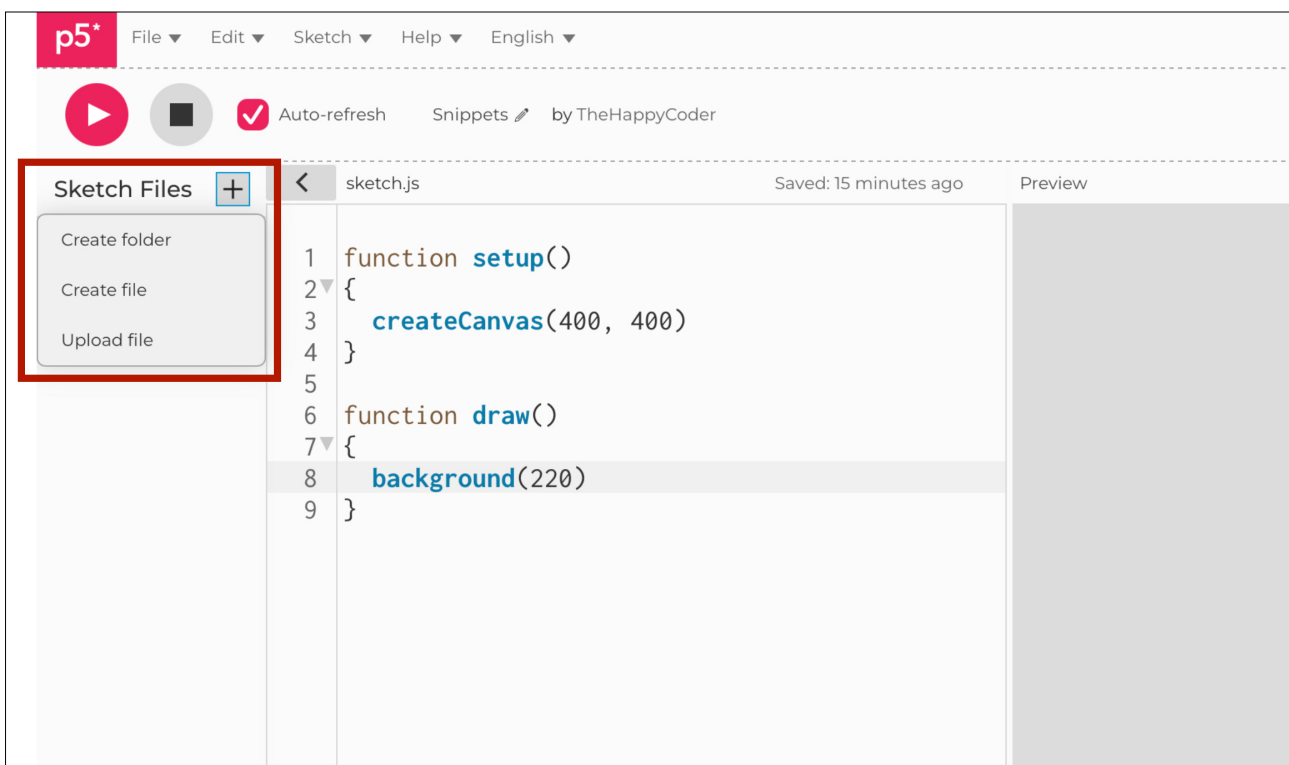 p5* File ▼ Edit ▼ Sketch ▼ Help ▼ English ▼
Auto-refresh Snippets by TheHappyCoder
Sketch Files + < sketch.js Saved: 15 minutes ago Preview
Create folder
Create file
Upload file
1 function setup()
2 {
3 createCanvas(400, 400)
4 }
5
6 function draw()
7 {
8 background(220)
9 }